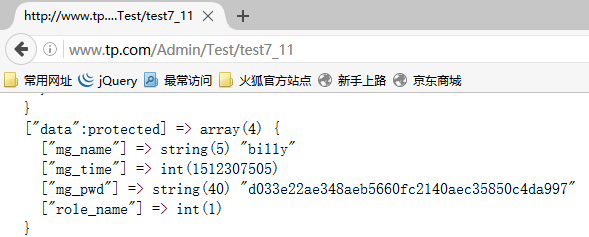 http://www.tp....Test/test7_11
www.tp.com/Admin/Test/test7_11
常用网址 jQuery 最常访问 火狐官方站点 新手上路 京东商城
}
["data":protected] => array(4) {
["mg_name"] => string(5) "billy"
["mg_time"] => int(1512307505)
["mg_pwd"] => string(40) "d033e22ae348aeb5660fc2140aec35850c4da997"
["role_name"] => int(1)
}